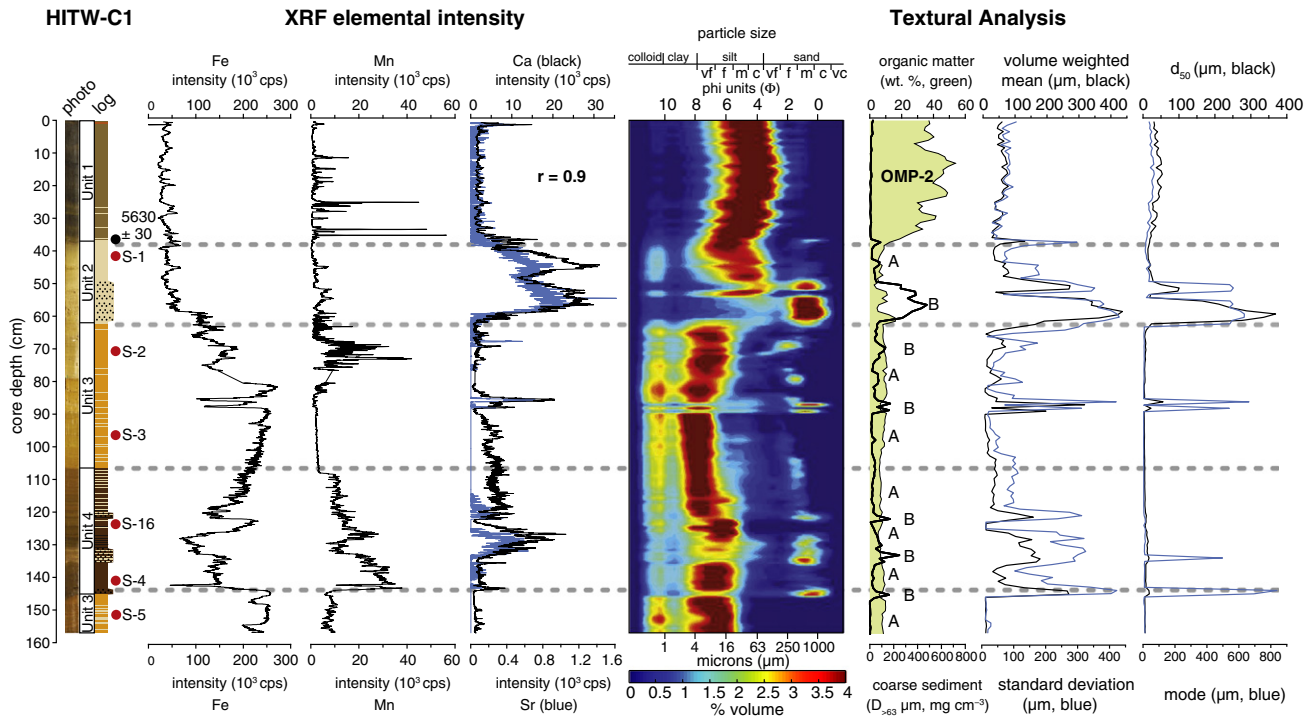 HITW-C1 XRF elemental intensity Textural Analysis
particle size
colloid clay silt sand
vf f m c vf f m c vc
phi units (Φ)
10 8 6 4 2 0
photo log
Fe
intensity (10³ cps)
0 100 200 300
Mn
intensity (10³ cps)
0 20 40 60
Ca (black)
intensity (10³ cps)
0 10 20 30
organic matter
(wt. %, green)
0 20 40 60
volume weighted
mean (µm, black)
0 100 200 300 400
d50 (µm, black)
0 100 200 300 400
core depth (cm)
0
10
20
30
40
50
60
70
80
90
100
110
120
130
140
150
160
Unit 1
Unit 2
Unit 3
Unit 4
Unit 3
5630
± 30
S-1
S-2
S-3
S-16
S-4
S-5
r = 0.9
OMP-2
A
B
B
A
B
A
A
B
A
B
A
B
A
0 100 200 300
intensity (10³ cps)
Fe
0 20 40 60
intensity (10³ cps)
Mn
0 0.4 0.8 1.2 1.6
intensity (10³ cps)
Sr (blue)
1 4 16 63 250 1000
microns (µm)
0 0.5 1 1.5 2 2.5 3 3.5 4
% volume
0 200 400 600 800
coarse sediment
(D>63 µm, mg cm⁻³)
0 100 200 300 400
standard deviation
(µm, blue)
0 200 400 600 800
mode (µm, blue)